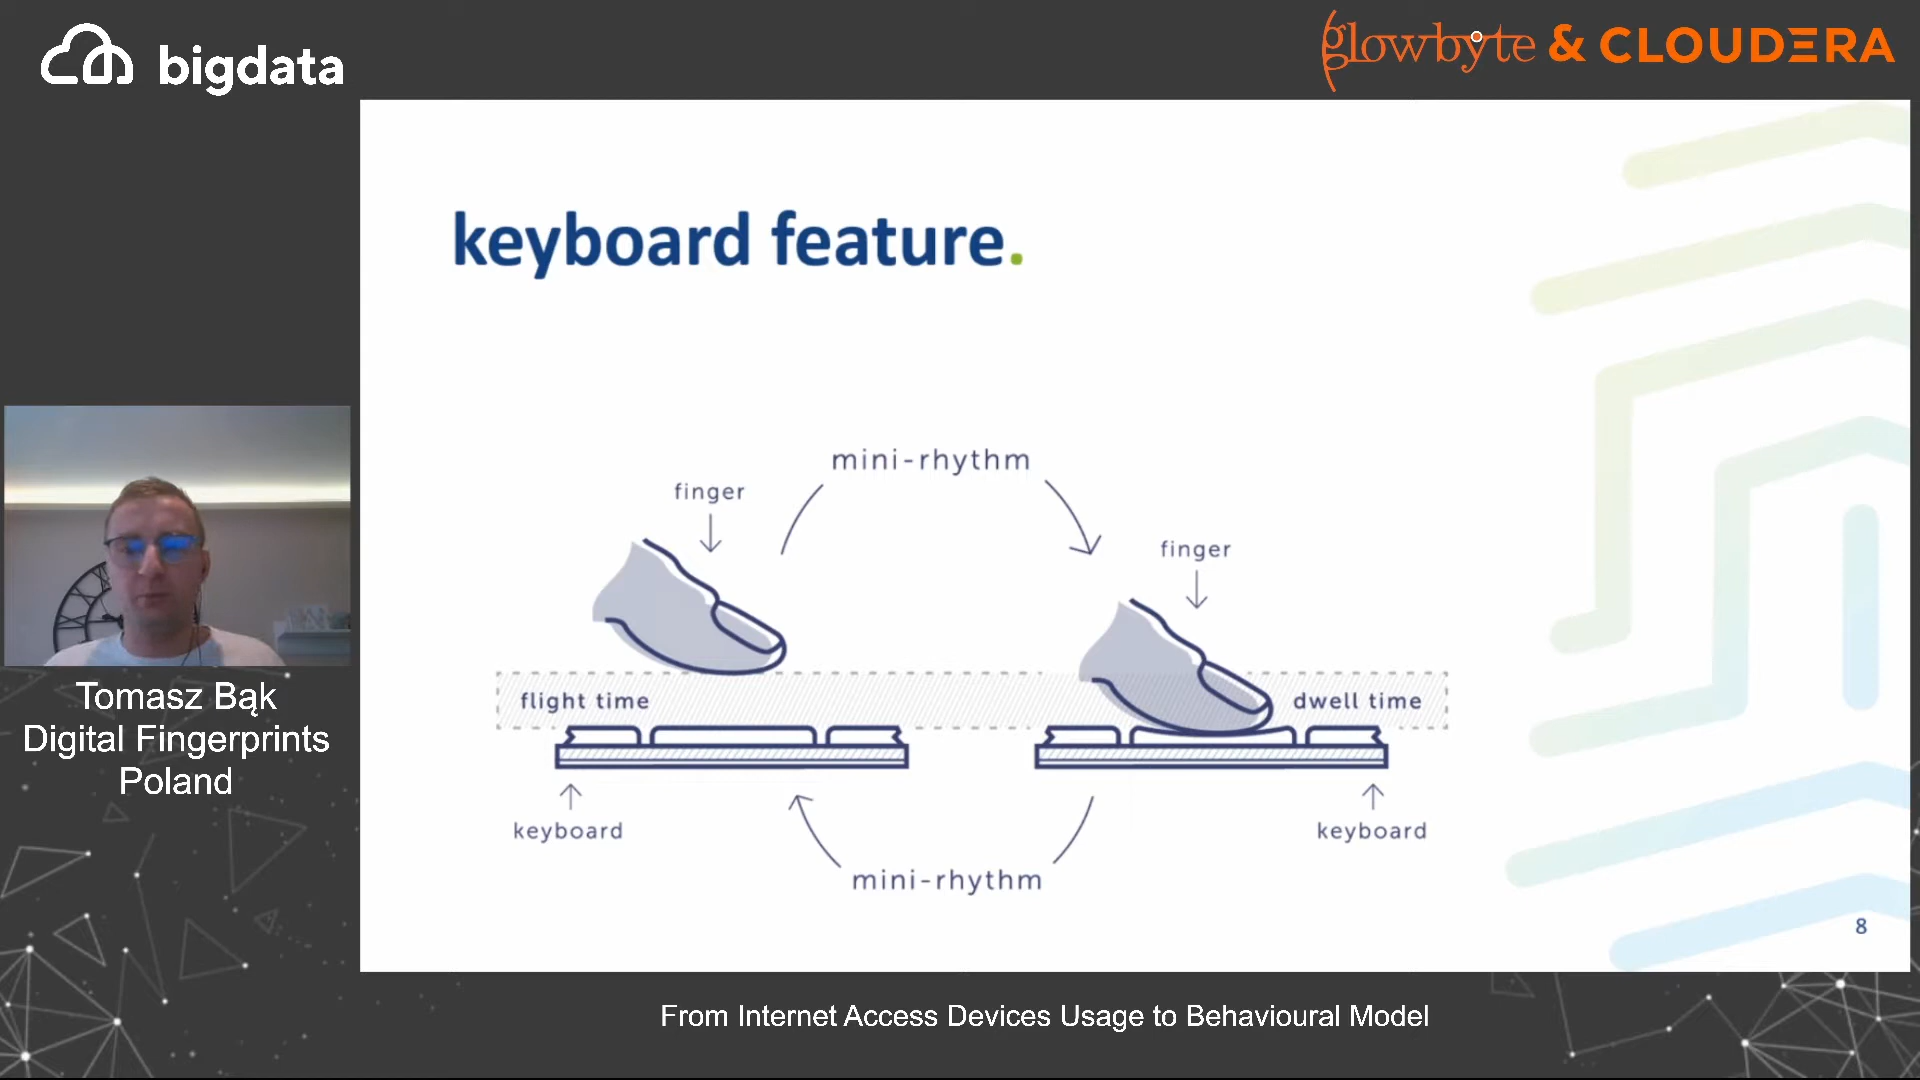 bigdata
glowbyte & CLOUDERA
keyboard feature.
mini-rhythm
finger
finger
flight time
dwell time
keyboard
keyboard
mini-rhythm
8
Tomasz Bąk
Digital Fingerprints
Poland
From Internet Access Devices Usage to Behavioural Model